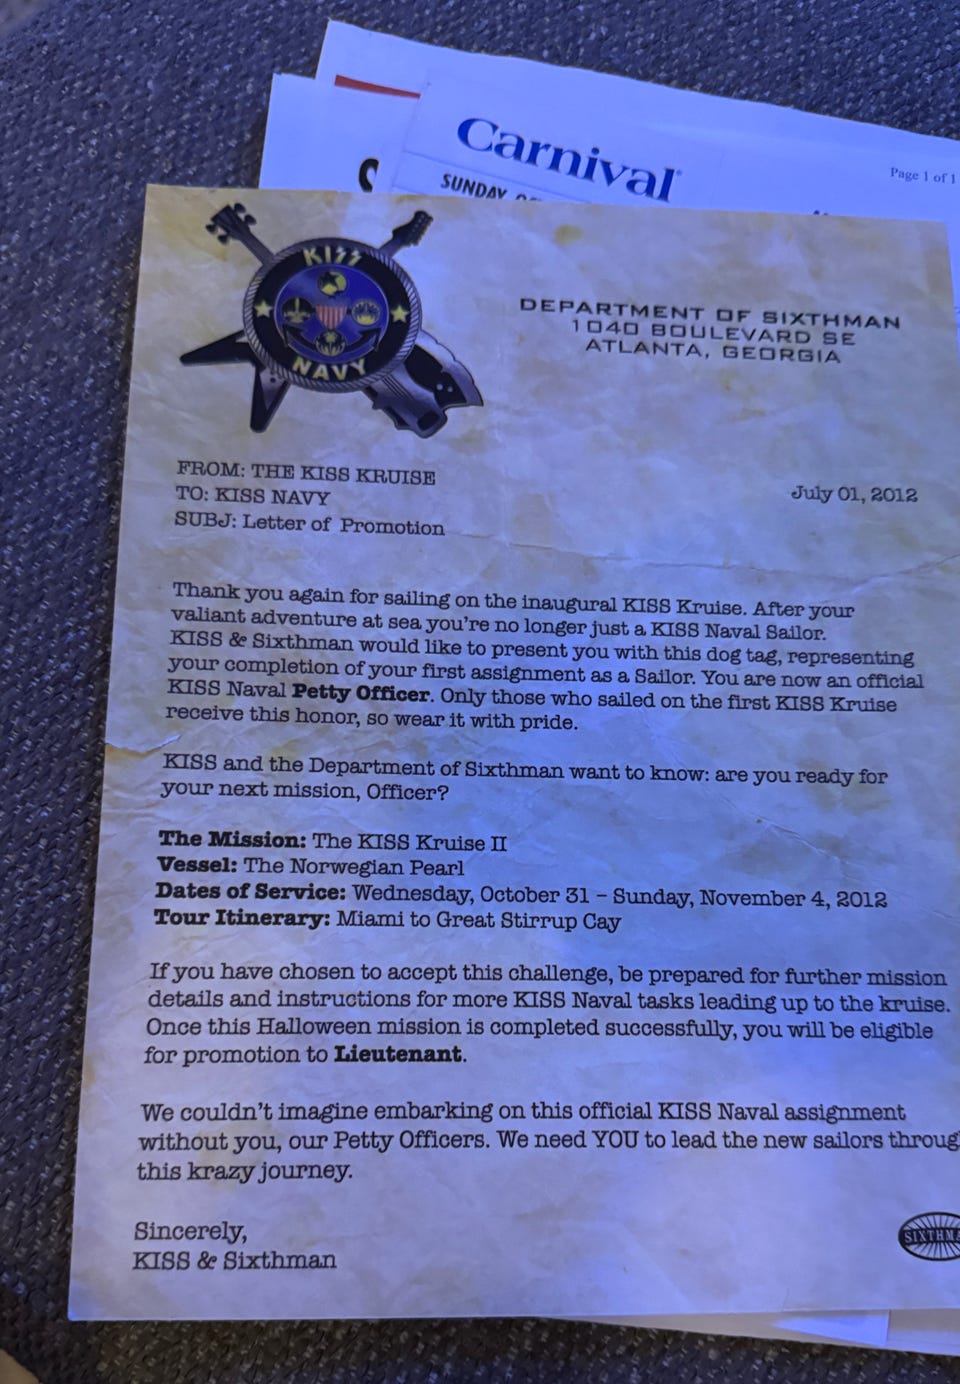 Carnival
Page 1 of 1
SUNDAY
KISS
NAVY
DEPARTMENT OF SIXTHMAN
1040 BOULEVARD SE
ATLANTA, GEORGIA
FROM: THE KISS KRUISE
TO: KISS NAVY
SUBJ: Letter of Promotion
July 01, 2012
Thank you again for sailing on the inaugural KISS Kruise. After your
valiant adventure at sea you're no longer just a KISS Naval Sailor.
KISS & Sixthman would like to present you with this dog tag, representing
your completion of your first assignment as a Sailor. You are now an official
KISS Naval Petty Officer. Only those who sailed on the first KISS Kruise
receive this honor, so wear it with pride.
KISS and the Department of Sixthman want to know: are you ready for
your next mission, Officer?
The Mission: The KISS Kruise II
Vessel: The Norwegian Pearl
Dates of Service: Wednesday, October 31 – Sunday, November 4, 2012
Tour Itinerary: Miami to Great Stirrup Cay
If you have chosen to accept this challenge, be prepared for further mission
details and instructions for more KISS Naval tasks leading up to the kruise.
Once this Halloween mission is completed successfully, you will be eligible
for promotion to Lieutenant.
We couldn't imagine embarking on this official KISS Naval assignment
without you, our Petty Officers. We need YOU to lead the new sailors throug
this krazy journey.
Sincerely,
KISS & Sixthman
SIXTHMA